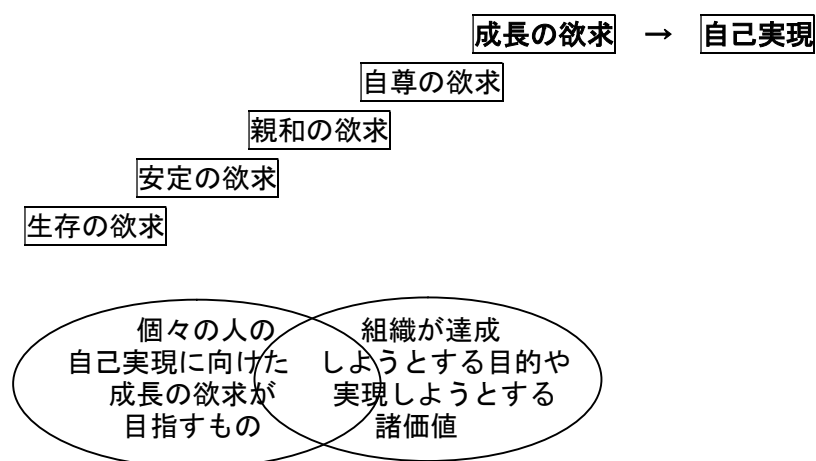 成長の欲求 → 自己実現
自尊の欲求
親和の欲求
安定の欲求
生存の欲求
個々の人の
自己実現に向けた
成長の欲求が
目指すもの
組織が達成
しようとする目的や
実現しようとする
諸価値